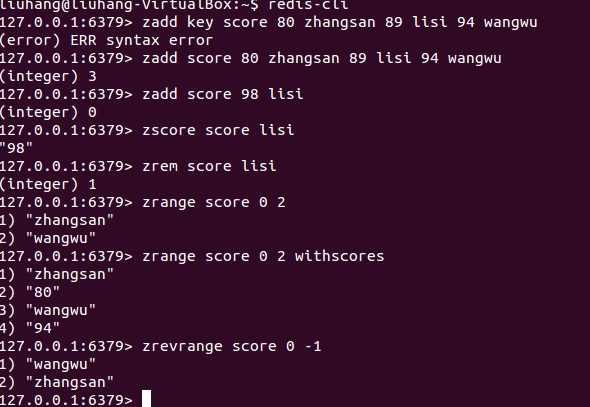 liuhang@liuhang-VirtualBox:~$ redis-cli
127.0.0.1:6379> zadd key score 80 zhangsan 89 lisi 94 wangwu
(error) ERR syntax error
127.0.0.1:6379> zadd score 80 zhangsan 89 lisi 94 wangwu
(integer) 3
127.0.0.1:6379> zadd score 98 lisi
(integer) 0
127.0.0.1:6379> zscore score lisi
"98"
127.0.0.1:6379> zrem score lisi
(integer) 1
127.0.0.1:6379> zrange score 0 2
1) "zhangsan"
2) "wangwu"
127.0.0.1:6379> zrange score 0 2 withscores
1) "zhangsan"
2) "80"
3) "wangwu"
4) "94"
127.0.0.1:6379> zrevrange score 0 -1
1) "wangwu"
2) "zhangsan"
127.0.0.1:6379>